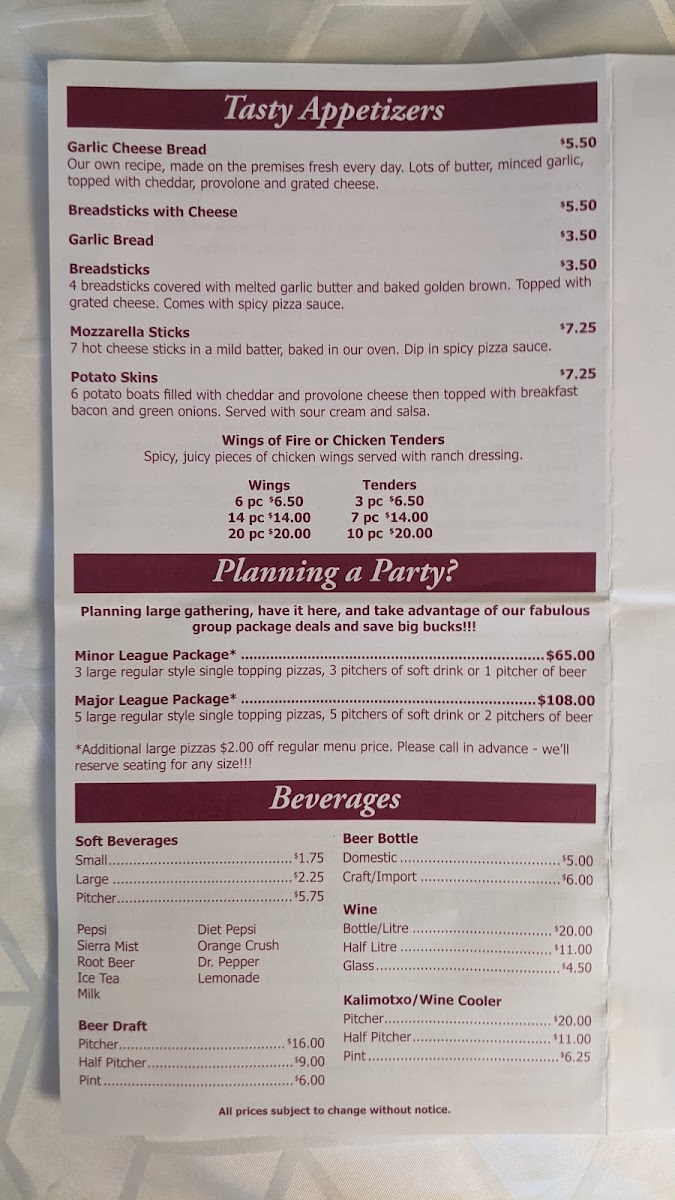 Tasty Appetizers
Garlic Cheese Bread $5.50
Our own recipe, made on the premises fresh every day. Lots of butter, minced garlic,
topped with cheddar, provolone and grated cheese.
Breadsticks with Cheese $5.50
Garlic Bread $3.50
Breadsticks $3.50
4 breadsticks covered with melted garlic butter and baked golden brown. Topped with
grated cheese. Comes with spicy pizza sauce.
Mozzarella Sticks $7.25
7 hot cheese sticks in a mild batter, baked in our oven. Dip in spicy pizza sauce.
Potato Skins $7.25
6 potato boats filled with cheddar and provolone cheese then topped with breakfast
bacon and green onions. Served with sour cream and salsa.
Wings of Fire or Chicken Tenders
Spicy, juicy pieces of chicken wings served with ranch dressing.
Wings Tenders
6 pc $6.50 3 pc $6.50
14 pc $14.00 7 pc $14.00
20 pc $20.00 10 pc $20.00
Planning a Party?
Planning large gathering, have it here, and take advantage of our fabulous
group package deals and save big bucks!!!
Minor League Package* $65.00
3 large regular style single topping pizzas, 3 pitchers of soft drink or 1 pitcher of beer
Major League Package* $108.00
5 large regular style single topping pizzas, 5 pitchers of soft drink or 2 pitchers of beer
*Additional large pizzas $2.00 off regular menu price. Please call in advance - we'll
reserve seating for any size!!!
Beverages
Soft Beverages
Small $1.75
Large $2.25
Pitcher $5.75
Pepsi Diet Pepsi
Sierra Mist Orange Crush
Root Beer Dr. Pepper
Ice Tea Lemonade
Milk
Beer Draft
Pitcher $16.00
Half Pitcher $9.00
Pint $6.00
Beer Bottle
Domestic $5.00
Craft/Import $6.00
Wine
Bottle/Litre $20.00
Half Litre $11.00
Glass $4.50
Kalimotxo/Wine Cooler
Pitcher $20.00
Half Pitcher $11.00
Pint $6.25
All prices subject to change without notice.